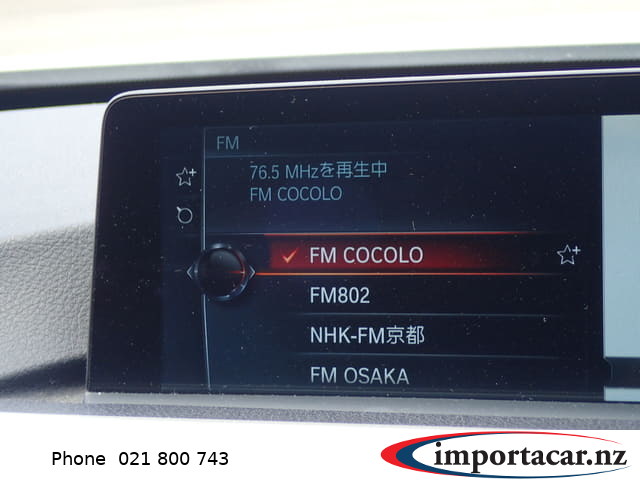 FM
76.5 MHzを再生中
FM COCOLO
FM COCOLO
FM802
NHK-FM京都
FM OSAKA
Phone 021 800 743
importacar.nz